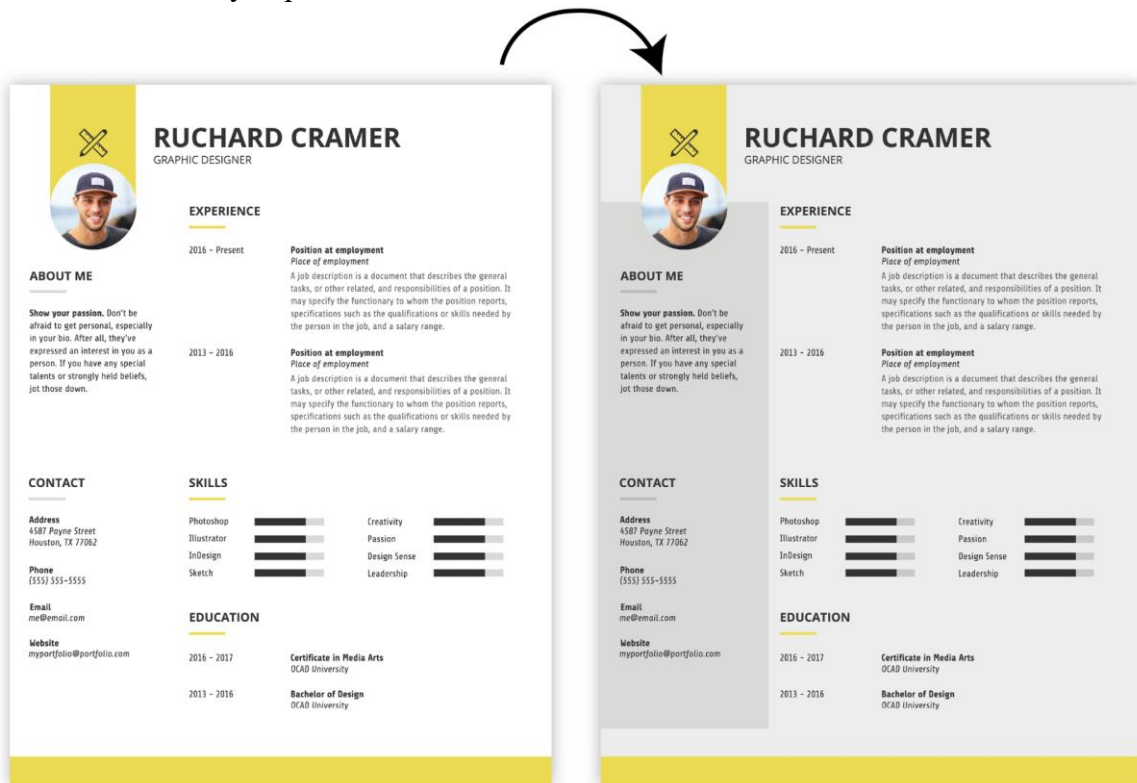 RUCHARD CRAMER
GRAPHIC DESIGNER
ABOUT ME
Show your passion. Don't be
afraid to get personal, especially
in your bio. After all, they've
expressed an interest in you as a
person. If you have any special
talents or strongly held beliefs,
jot those down.
CONTACT
Address
4587 Payne Street
Houston, TX 77062
Phone
(555) 555-5555
Email
me@email.com
Website
myportfolio@portfolio.com
EXPERIENCE
2016 - Present
Position at employment
Place of employment
A job description is a document that describes the general
tasks, or other related, and responsibilities of a position. It
may specify the functionary to whom the position reports,
specifications such as the qualifications or skills needed by
the person in the job, and a salary range.
2013 - 2016
Position at employment
Place of employment
A job description is a document that describes the general
tasks, or other related, and responsibilities of a position. It
may specify the functionary to whom the position reports,
specifications such as the qualifications or skills needed by
the person in the job, and a salary range.
SKILLS
Photoshop
Illustrator
InDesign
Sketch
Creativity
Passion
Design Sense
Leadership
EDUCATION
2016 - 2017
Certificate in Media Arts
OCAD University
2013 - 2016
Bachelor of Design
OCAD University
RUCHARD CRAMER
GRAPHIC DESIGNER
ABOUT ME
Show your passion. Don't be
afraid to get personal, especially
in your bio. After all, they've
expressed an interest in you as a
person. If you have any special
talents or strongly held beliefs,
jot those down.
CONTACT
Address
4587 Payne Street
Houston, TX 77062
Phone
(555) 555-5555
Email
me@email.com
Website
myportfolio@portfolio.com
EXPERIENCE
2016 - Present
Position at employment
Place of employment
A job description is a document that describes the general
tasks, or other related, and responsibilities of a position. It
may specify the functionary to whom the position reports,
specifications such as the qualifications or skills needed by
the person in the job, and a salary range.
2013 - 2016
Position at employment
Place of employment
A job description is a document that describes the general
tasks, or other related, and responsibilities of a position. It
may specify the functionary to whom the position reports,
specifications such as the qualifications or skills needed by
the person in the job, and a salary range.
SKILLS
Photoshop
Illustrator
InDesign
Sketch
Creativity
Passion
Design Sense
Leadership
EDUCATION
2016 - 2017
Certificate in Media Arts
OCAD University
2013 - 2016
Bachelor of Design
OCAD University